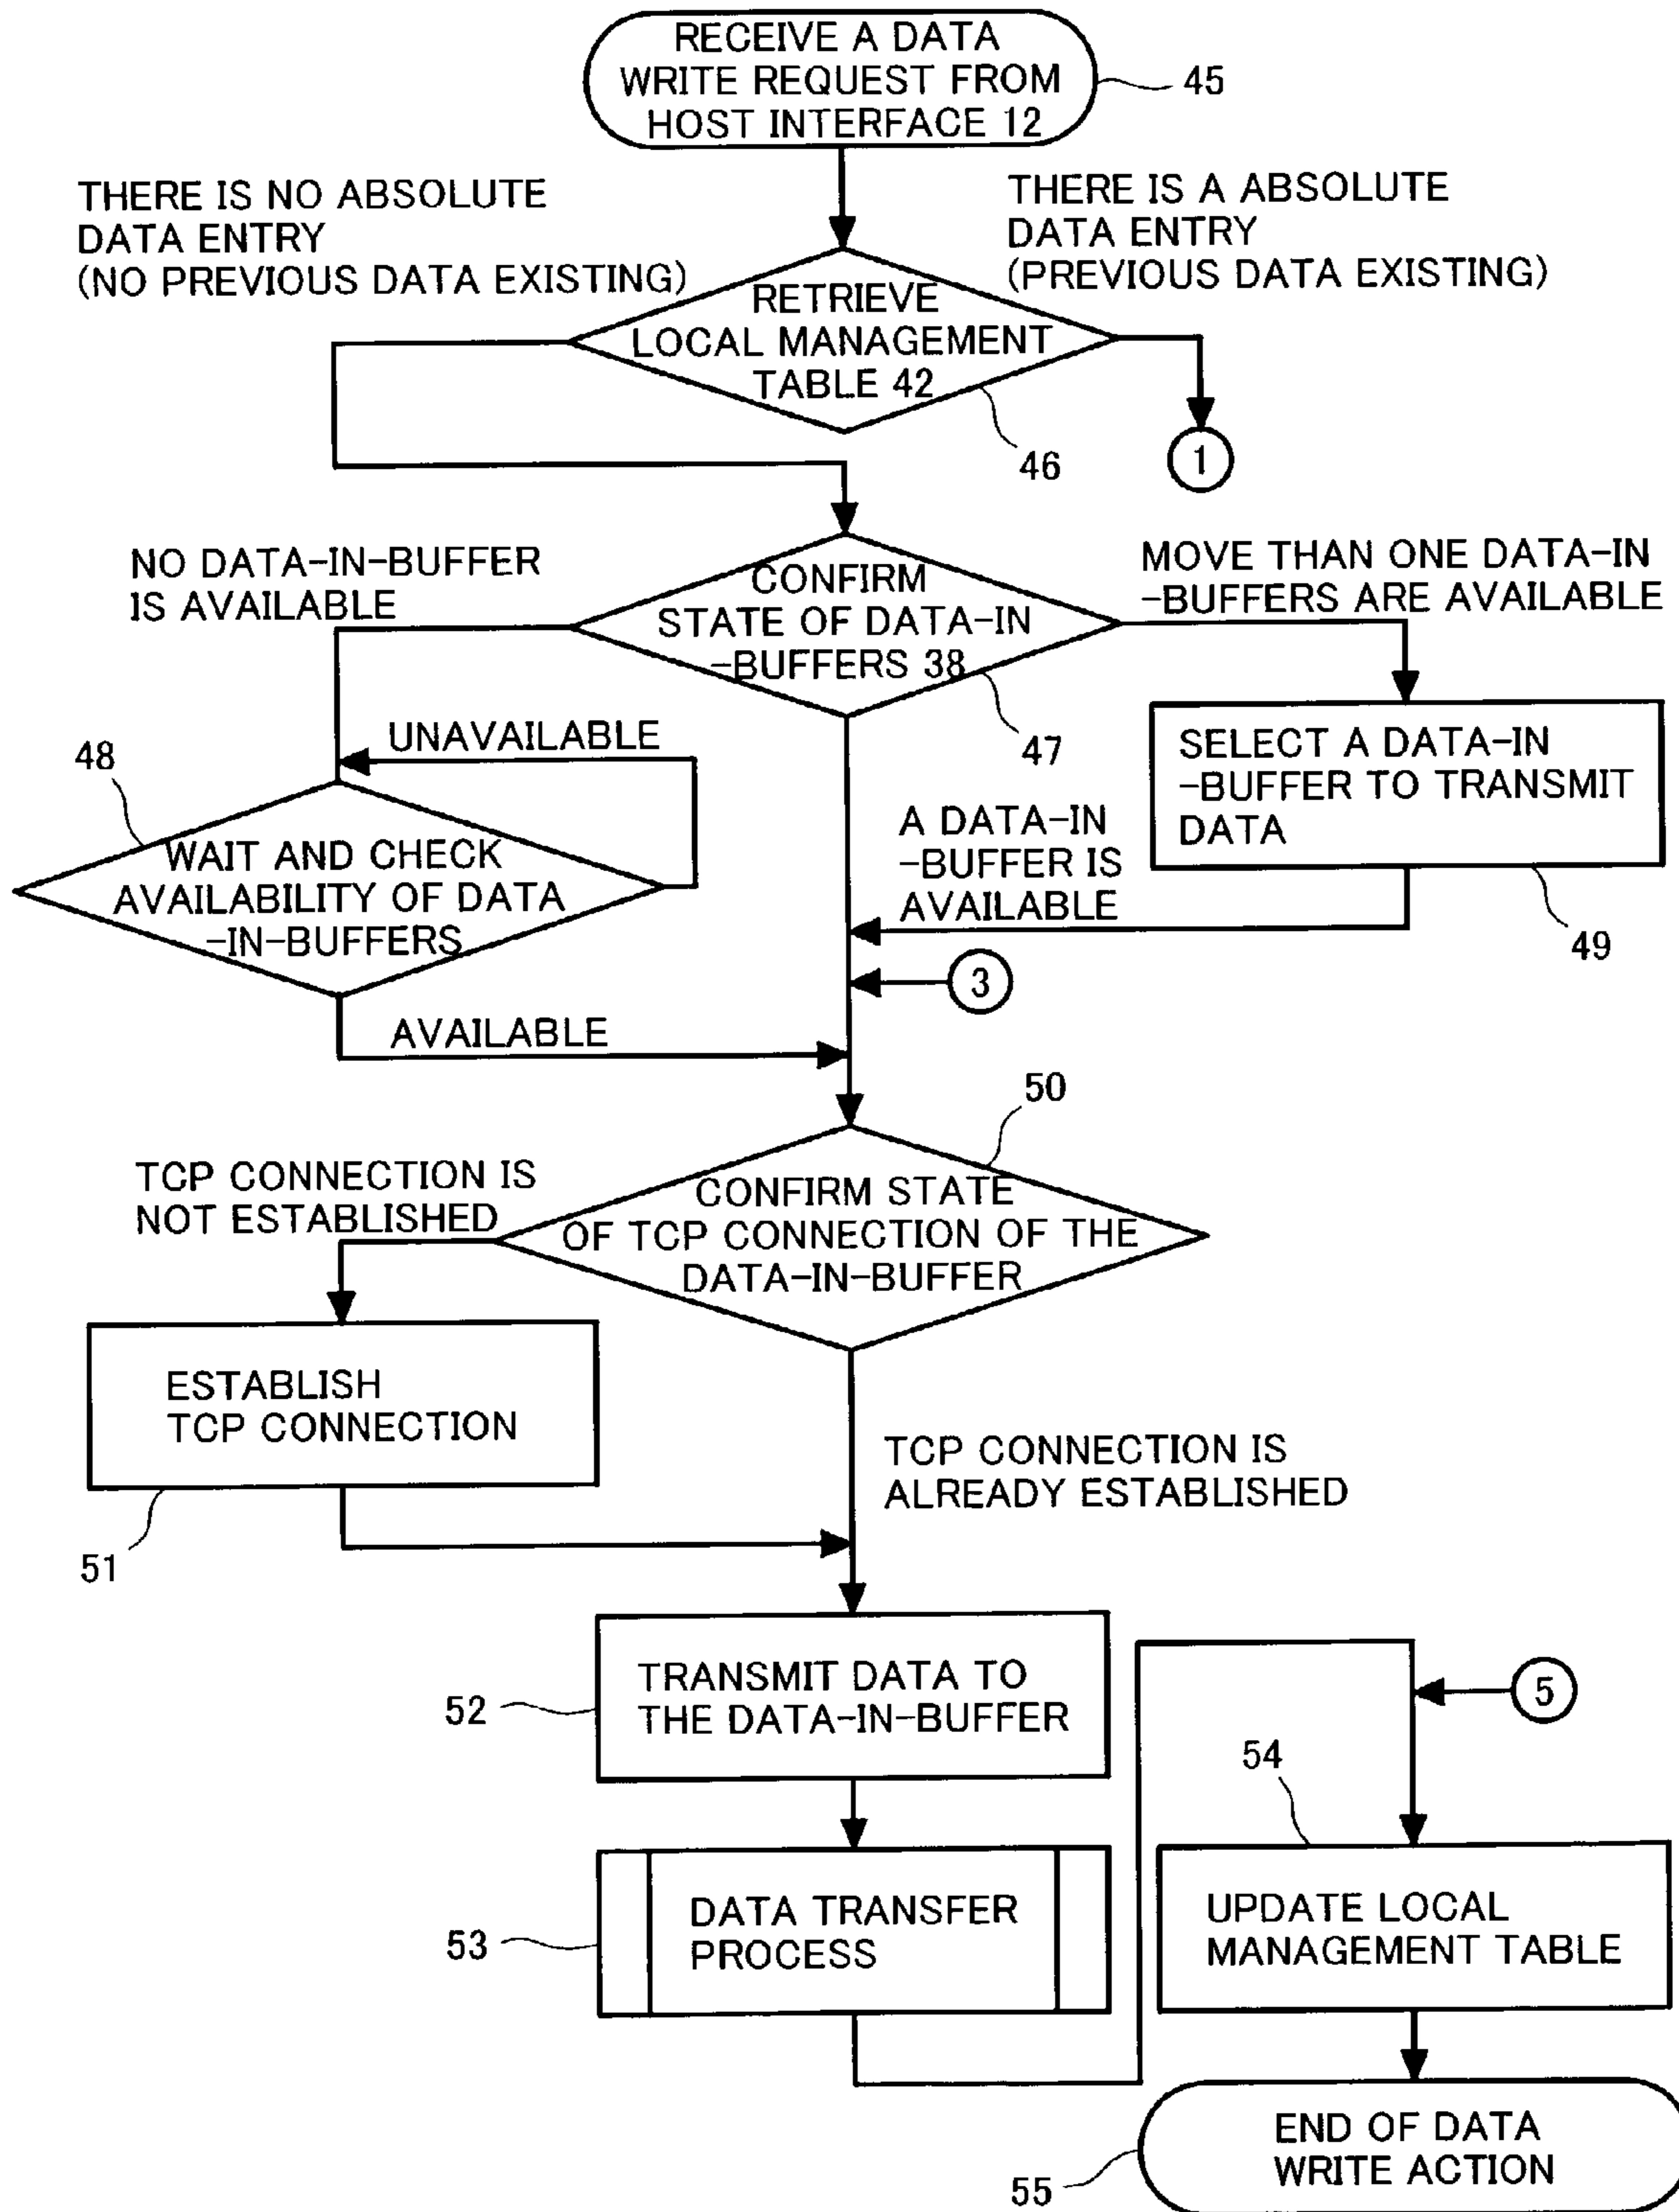 RECEIVE A DATA
WRITE REQUEST FROM
HOST INTERFACE 12
45
THERE IS NO ABSOLUTE
DATA ENTRY
(NO PREVIOUS DATA EXISTING)
THERE IS A ABSOLUTE
DATA ENTRY
(PREVIOUS DATA EXISTING)
RETRIEVE
LOCAL MANAGEMENT
TABLE 42
46
1
NO DATA-IN-BUFFER
IS AVAILABLE
CONFIRM
STATE OF DATA-IN
-BUFFERS 38
47
MOVE THAN ONE DATA-IN
-BUFFERS ARE AVAILABLE
UNAVAILABLE
48
WAIT AND CHECK
AVAILABILITY OF DATA
-IN-BUFFERS
SELECT A DATA-IN
-BUFFER TO TRANSMIT
DATA
49
A DATA-IN
-BUFFER IS
AVAILABLE
3
AVAILABLE
50
TCP CONNECTION IS
NOT ESTABLISHED
CONFIRM STATE
OF TCP CONNECTION OF THE
DATA-IN-BUFFER
ESTABLISH
TCP CONNECTION
51
TCP CONNECTION IS
ALREADY ESTABLISHED
52
TRANSMIT DATA TO
THE DATA-IN-BUFFER
5
53
DATA TRANSFER
PROCESS
54
UPDATE LOCAL
MANAGEMENT TABLE
END OF DATA
WRITE ACTION
55